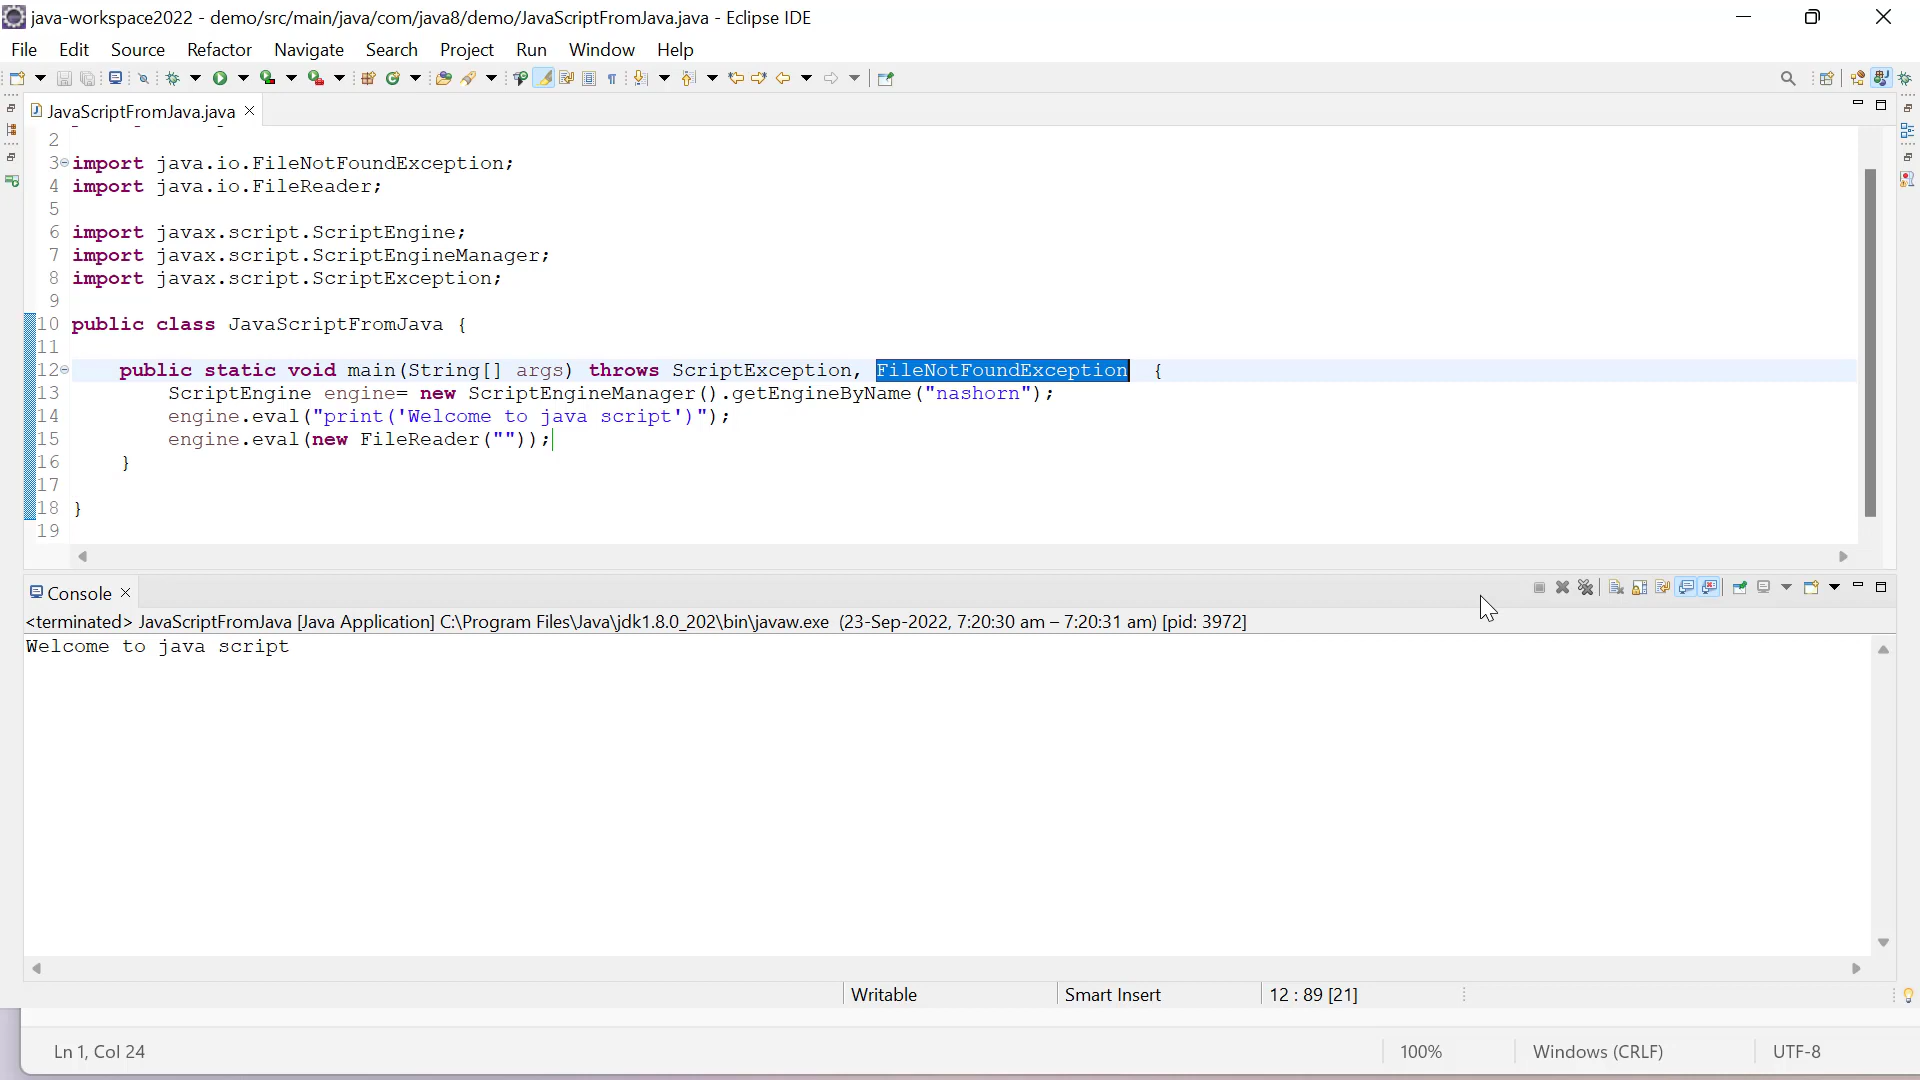 java-workspace2022 - demo/src/main/java/com/java8/demo/JavaScriptFromJava.java - Eclipse IDE
File Edit Source Refactor Navigate Search Project Run Window Help
JavaScriptFromJava.java
2
3 import java.io.FileNotFoundException;
4 import java.io.FileReader;
5
6 import javax.script.ScriptEngine;
7 import javax.script.ScriptEngineManager;
8 import javax.script.ScriptException;
9
10 public class JavaScriptFromJava {
11
12 public static void main(String[] args) throws ScriptException, FileNotFoundException {
13 ScriptEngine engine= new ScriptEngineManager().getEngineByName("nashorn");
14 engine.eval("print('Welcome to java script')");
15 engine.eval(new FileReader(""));
16 }
17
18 }
19
Console
<terminated> JavaScriptFromJava [Java Application] C:\Program Files\Java\jdk1.8.0_202\bin\javaw.exe (23-Sep-2022, 7:20:30 am – 7:20:31 am) [pid: 3972]
Welcome to java script
Writable Smart Insert 12 : 89 [21]
Ln 1, Col 24 100% Windows (CRLF) UTF-8